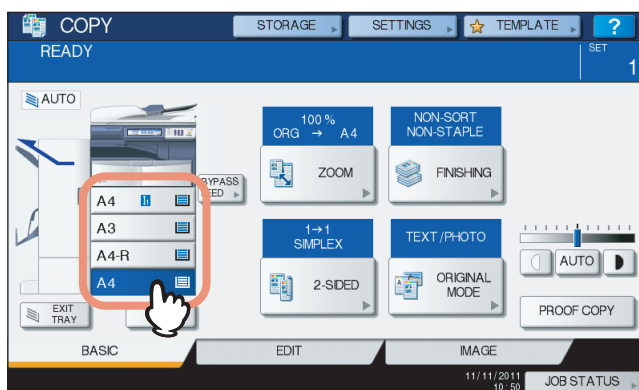 COPY
STORAGE
SETTINGS
TEMPLATE
?
READY
SET
1
AUTO
100 %
ORG → A4
NON-SORT
NON-STAPLE
ZOOM
FINISHING
BYPASS
FEED
A4
A3
A4-R
A4
1→1
SIMPLEX
TEXT/PHOTO
2-SIDED
ORIGINAL
MODE
AUTO
EXIT
TRAY
PROOF COPY
BASIC
EDIT
IMAGE
11/11/2011
10:50
JOB STATUS